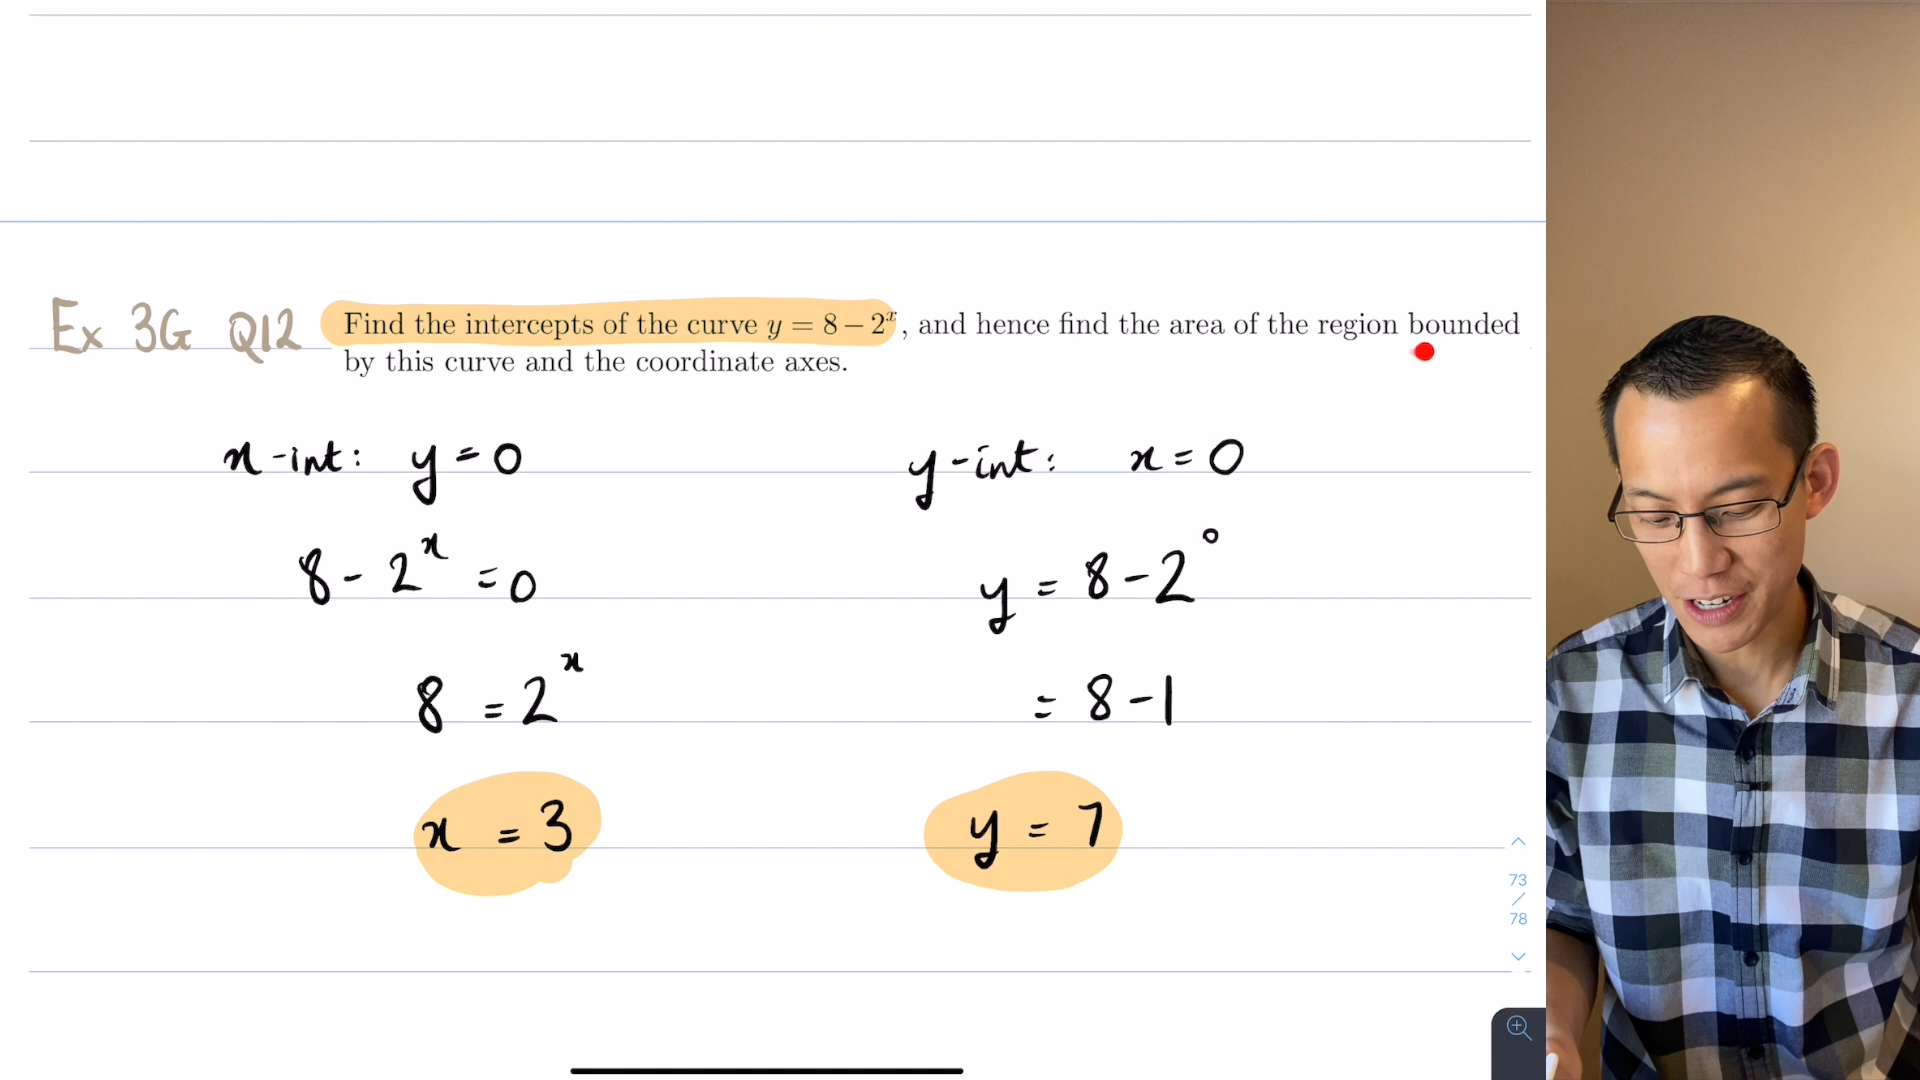 Ex 3G Q12 Find the intercepts of the curve y = 8 − 2^x, and hence find the area of the region bounded
by this curve and the coordinate axes.
x-int: y = 0
8 - 2^x = 0
8 = 2^x
x = 3
y-int: x = 0
y = 8 - 2^0
= 8 - 1
y = 7
73
/
78